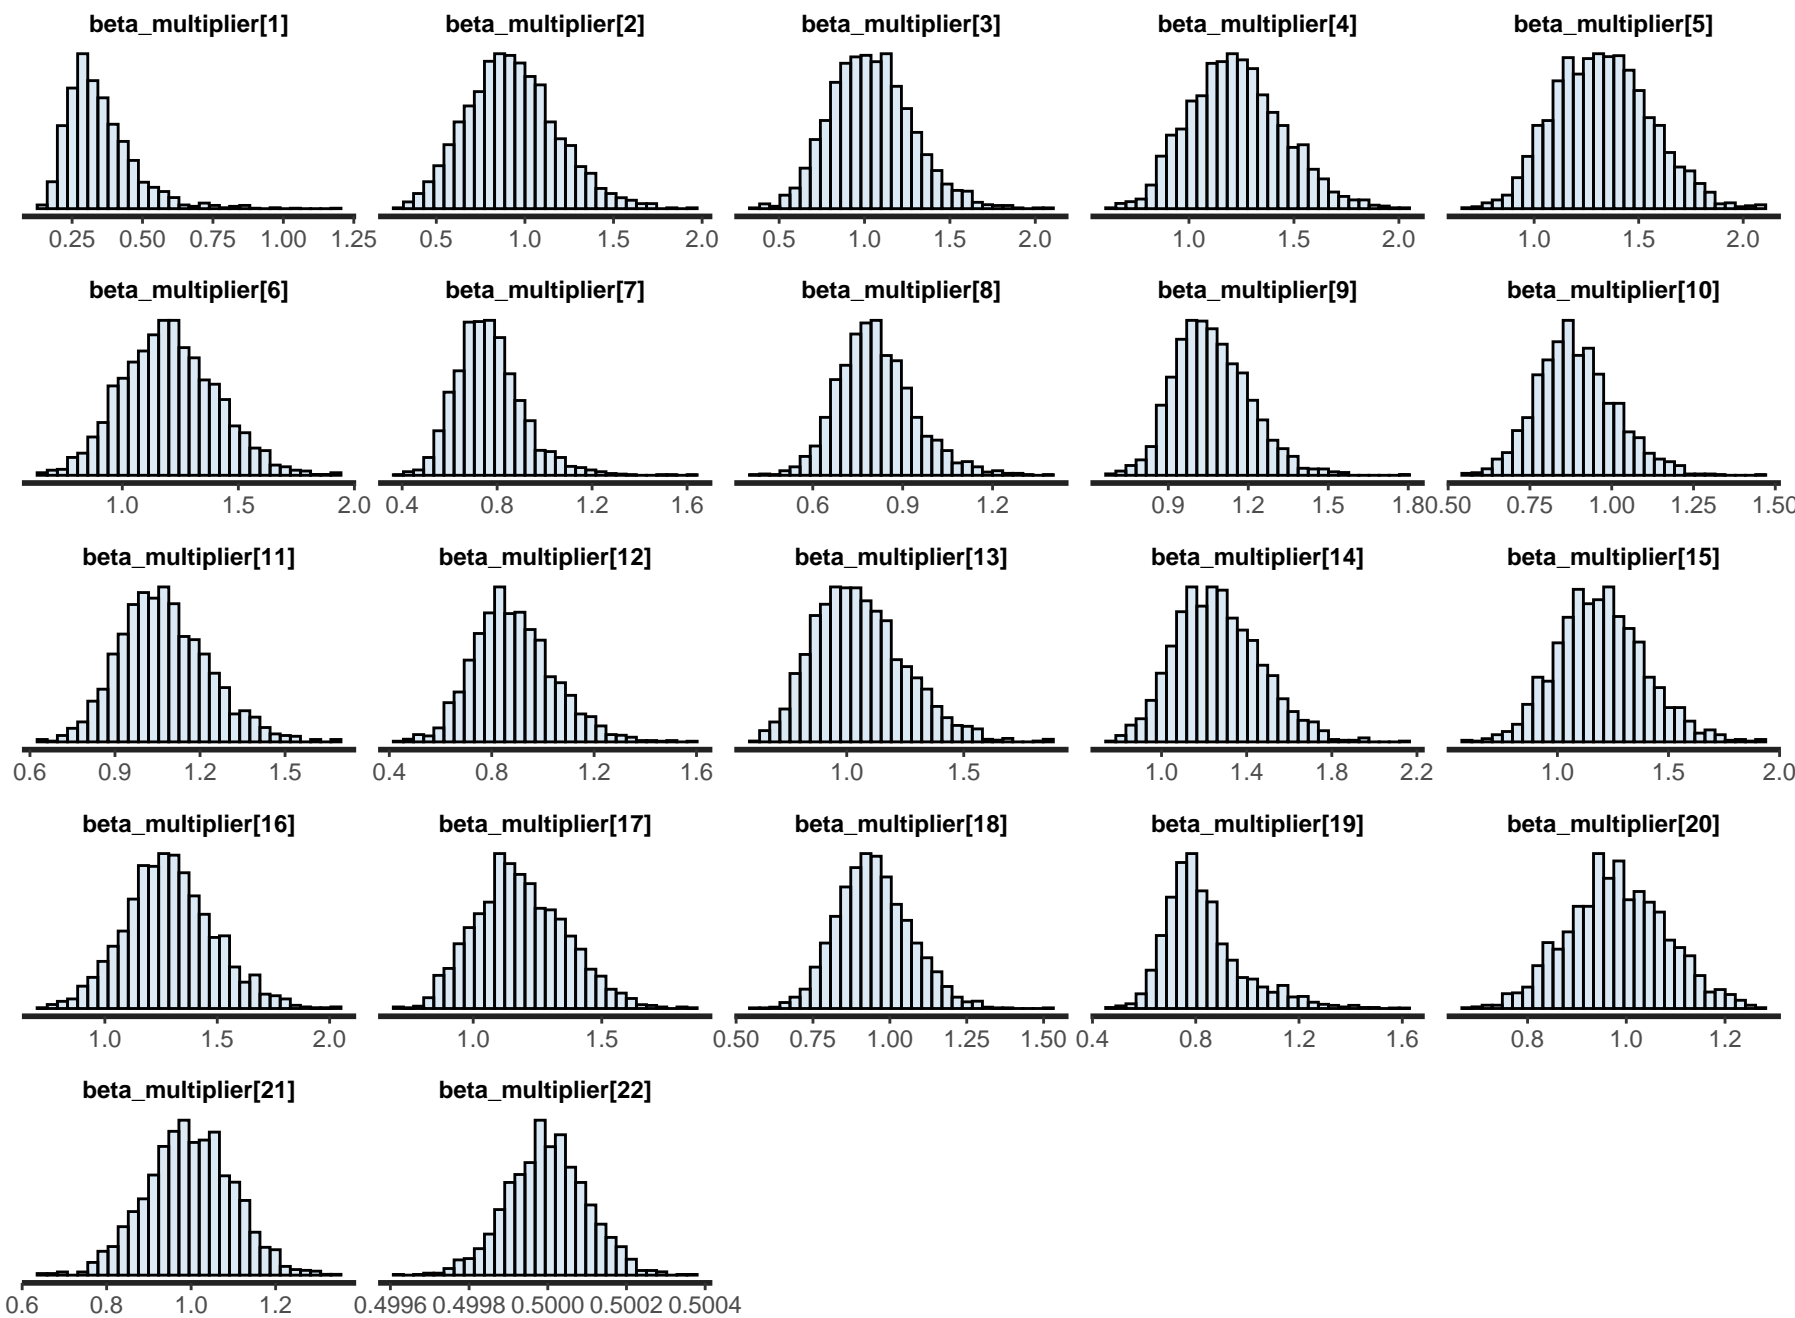 beta_multiplier[1] beta_multiplier[2] beta_multiplier[3] beta_multiplier[4] beta_multiplier[5]
0.25 0.50 0.75 1.00 1.25 0.5 1.0 1.5 2.0 0.5 1.0 1.5 2.0 1.0 1.5 2.0 1.0 1.5 2.0
beta_multiplier[6] beta_multiplier[7] beta_multiplier[8] beta_multiplier[9] beta_multiplier[10]
1.0 1.5 2.0 0.4 0.8 1.2 1.6 0.6 0.9 1.2 0.9 1.2 1.5 1.8 0.50 0.75 1.00 1.25 1.50
beta_multiplier[11] beta_multiplier[12] beta_multiplier[13] beta_multiplier[14] beta_multiplier[15]
0.6 0.9 1.2 1.5 0.4 0.8 1.2 1.6 1.0 1.5 1.0 1.4 1.8 2.2 1.0 1.5 2.0
beta_multiplier[16] beta_multiplier[17] beta_multiplier[18] beta_multiplier[19] beta_multiplier[20]
1.0 1.5 2.0 1.0 1.5 0.50 0.75 1.00 1.25 1.50 0.4 0.8 1.2 1.6 0.8 1.0 1.2
beta_multiplier[21] beta_multiplier[22]
0.6 0.8 1.0 1.2 0.4996 0.4998 0.5000 0.5002 0.5004